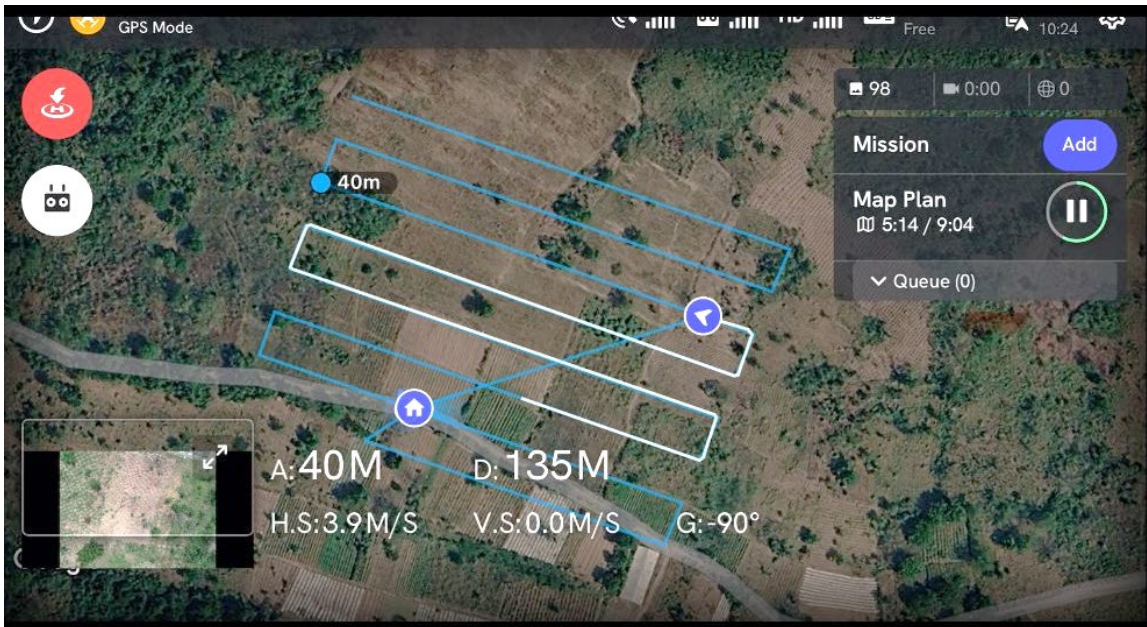 GPS Mode
HD
Free
10:24
98
0:00
0
Mission
Add
Map Plan
5:14 / 9:04
Queue (0)
40m
A:40M
D:135M
H.S:3.9M/S
V.S:0.0M/S
G:-90°